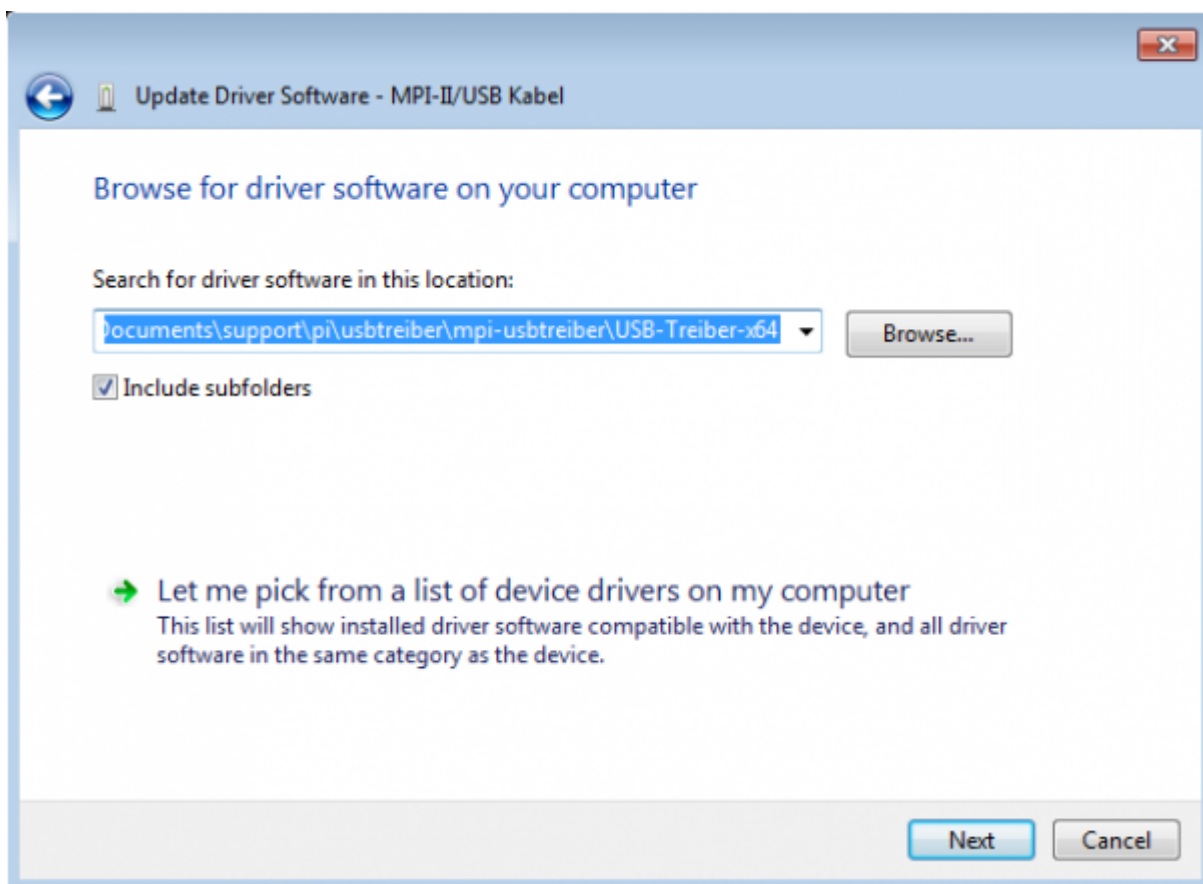 Update Driver Software - MPI-II/USB Kabel
Browse for driver software on your computer
Search for driver software in this location:
Documents\support\pi\usbtreiber\mpi-usbtreiber\USB-Treiber-x64
Browse...
Include subfolders
Let me pick from a list of device drivers on my computer
This list will show installed driver software compatible with the device, and all driver
software in the same category as the device.
Next
Cancel